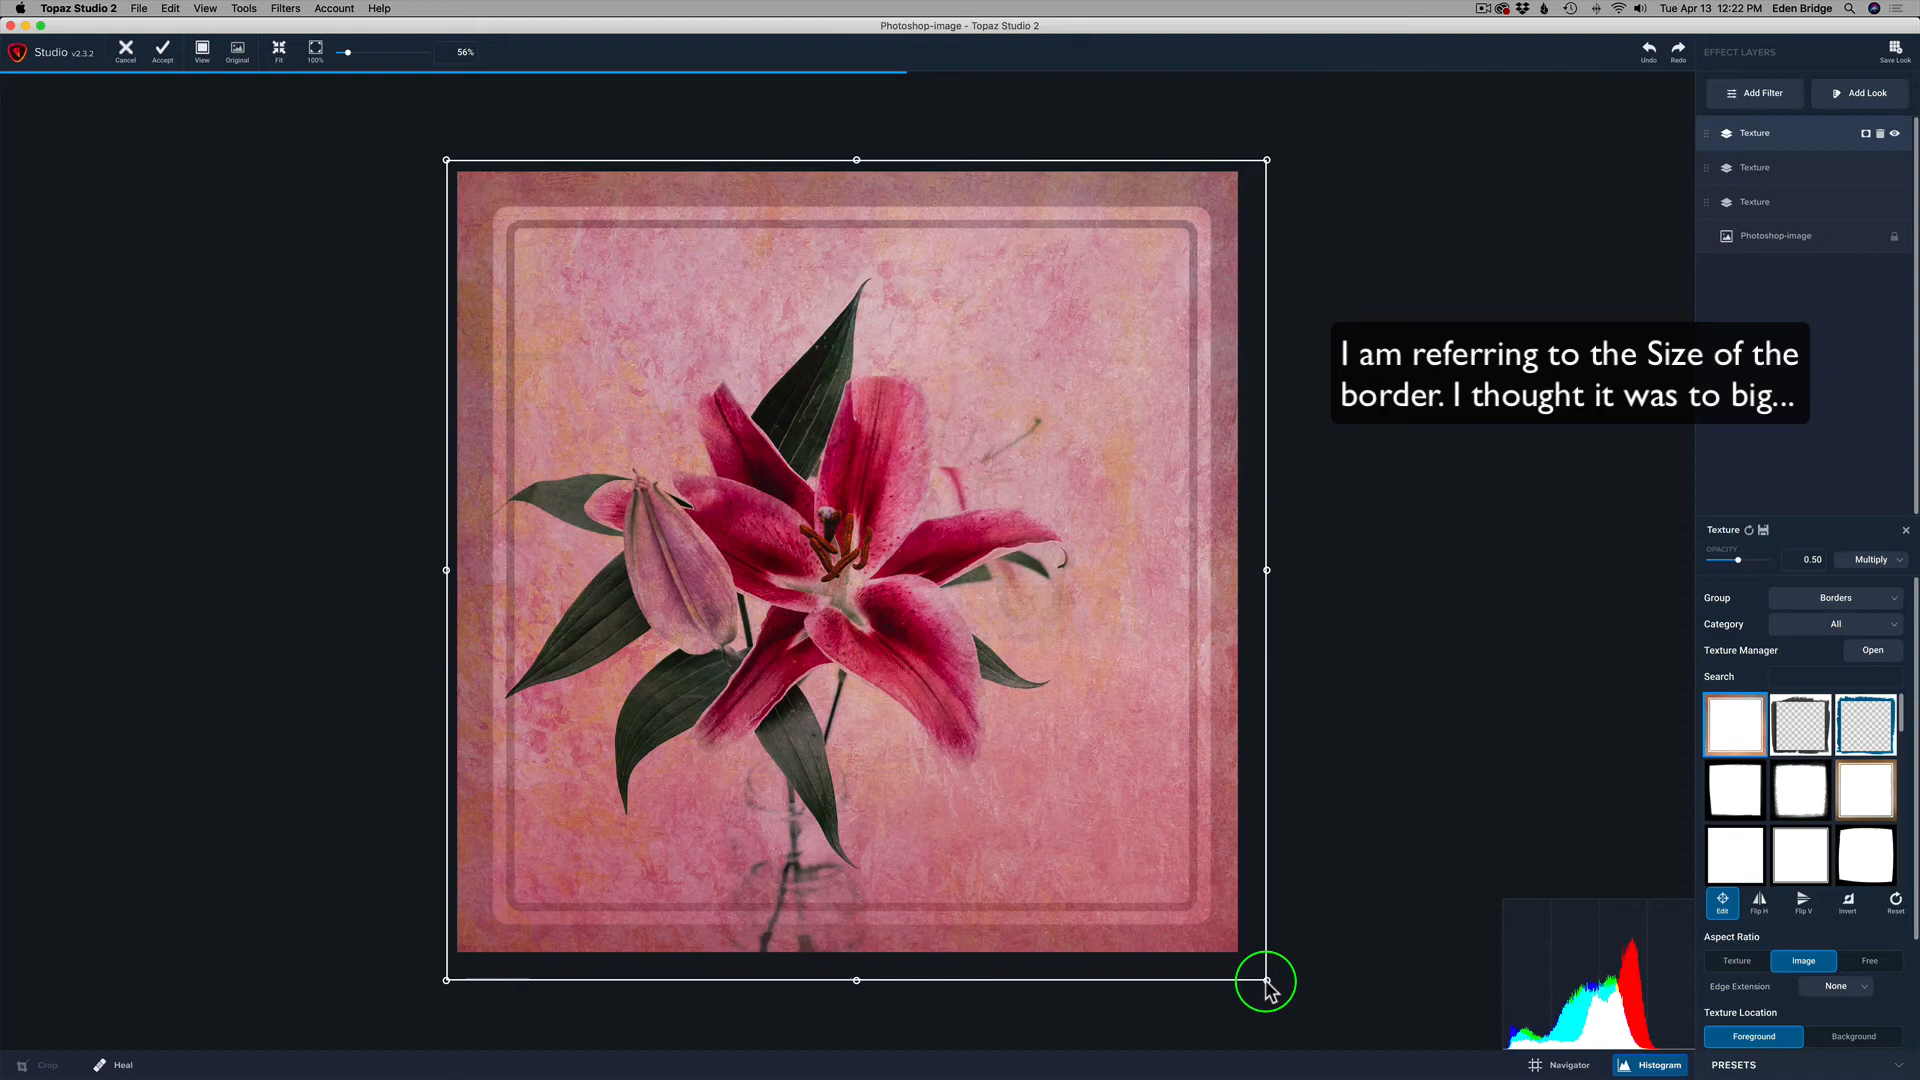 Topaz Studio 2 File Edit View Tools Filters Account Help Tue Apr 13 12:22 PM Eden Bridge
Photoshop-image - Topaz Studio 2
Studio v2.3.2 Cancel Accept View Original Fit 100% 56% Undo Redo EFFECT LAYERS Save Look
Add Filter Add Look
Texture
Texture
Texture
Photoshop-image
I am referring to the Size of the
border. I thought it was to big...
Texture
OPACITY 0.50 Multiply
Group Borders
Category All
Texture Manager Open
Search
Edit Flip H Flip V Invert Reset
Aspect Ratio
Texture Image Free
Edge Extension None
Texture Location
Foreground Background
Crop Heal Navigator Histogram PRESETS